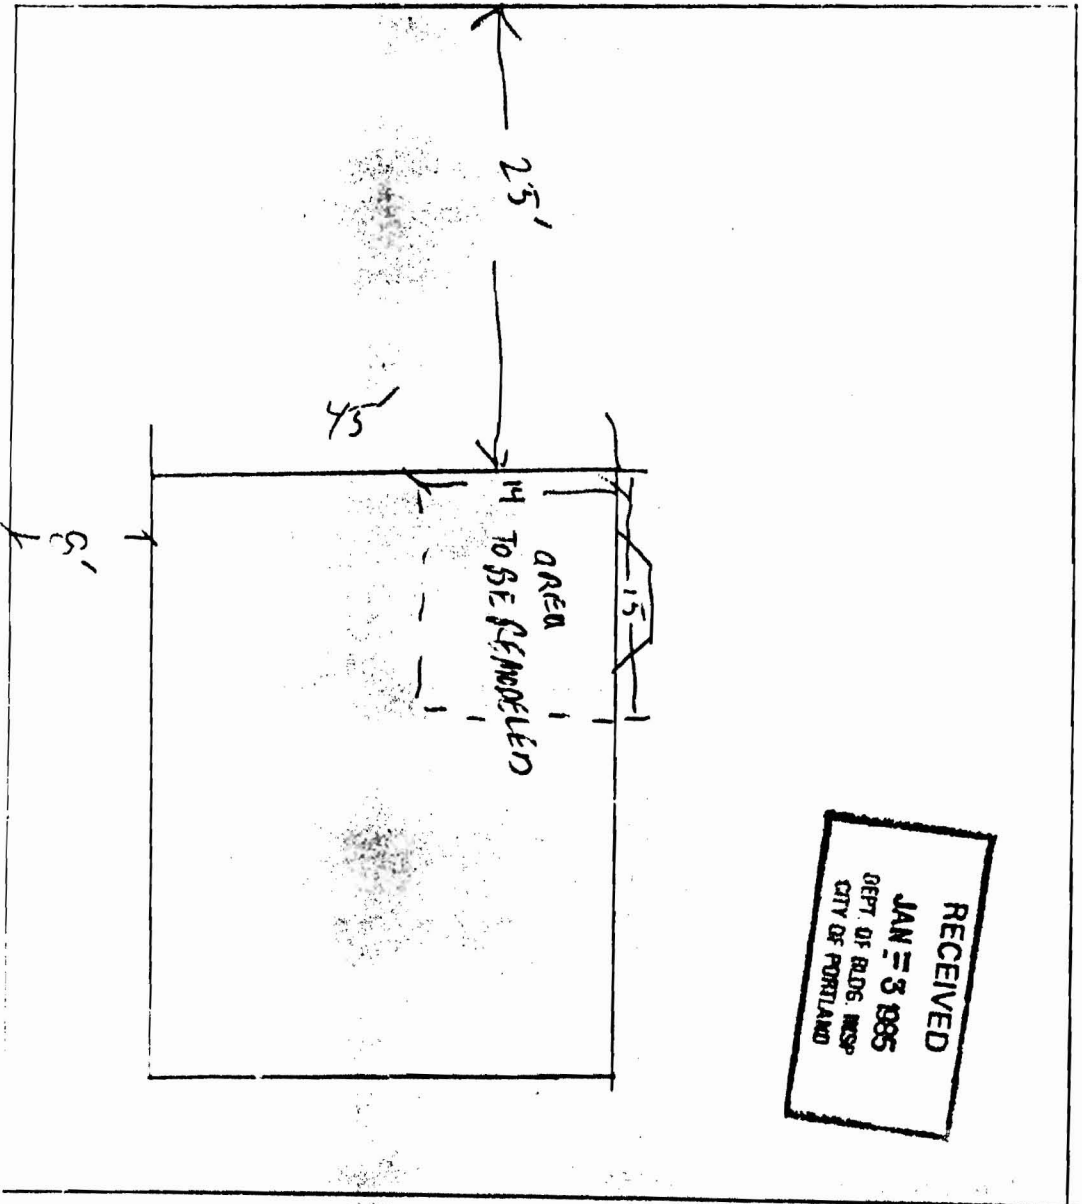 25'
45
14
AREA
TO BE REMODELED
15
RECEIVED
JAN - 3 1985
DEPT. OF BLDG. INSP
CITY OF PORTLAND